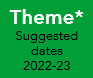 Theme*
Suggested
dates
2022-23